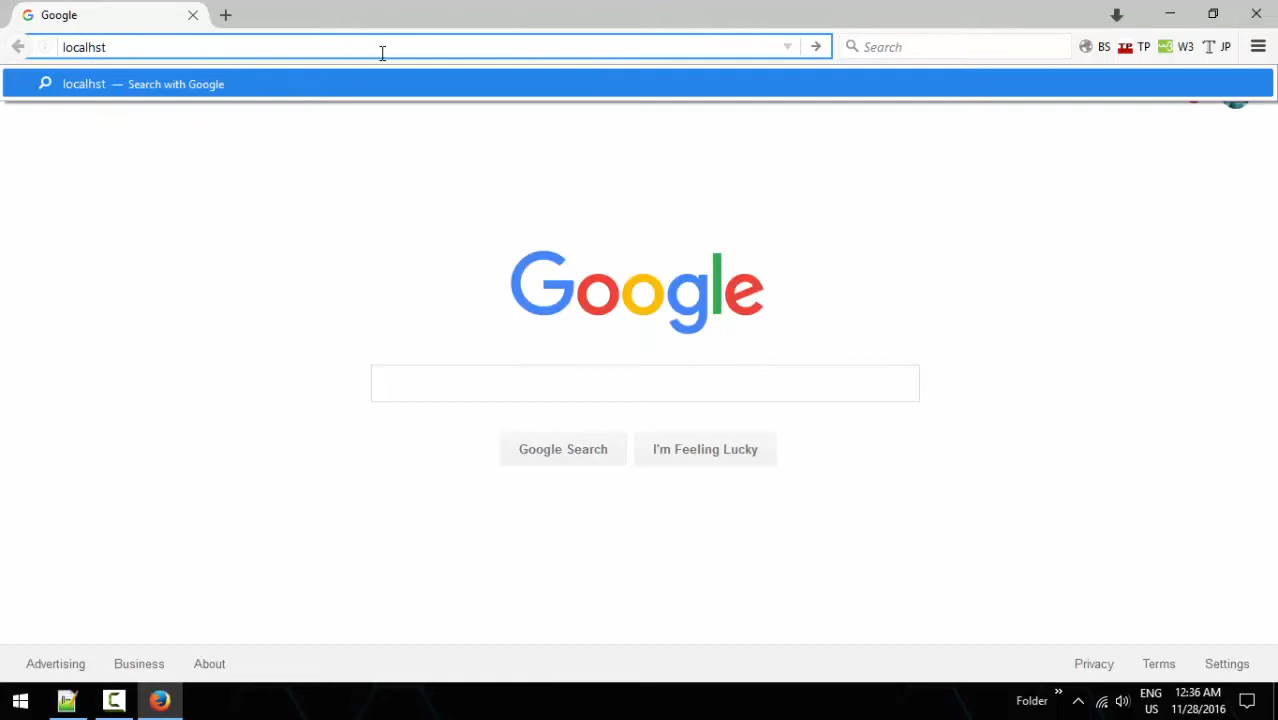 Google
localhst
Search
BS
TP
TP
W3
JP
localhst — Search with Google
Google
Google Search
I'm Feeling Lucky
Advertising
Business
About
Privacy
Terms
Settings
Folder
ENG
US
12:36 AM
11/28/2016